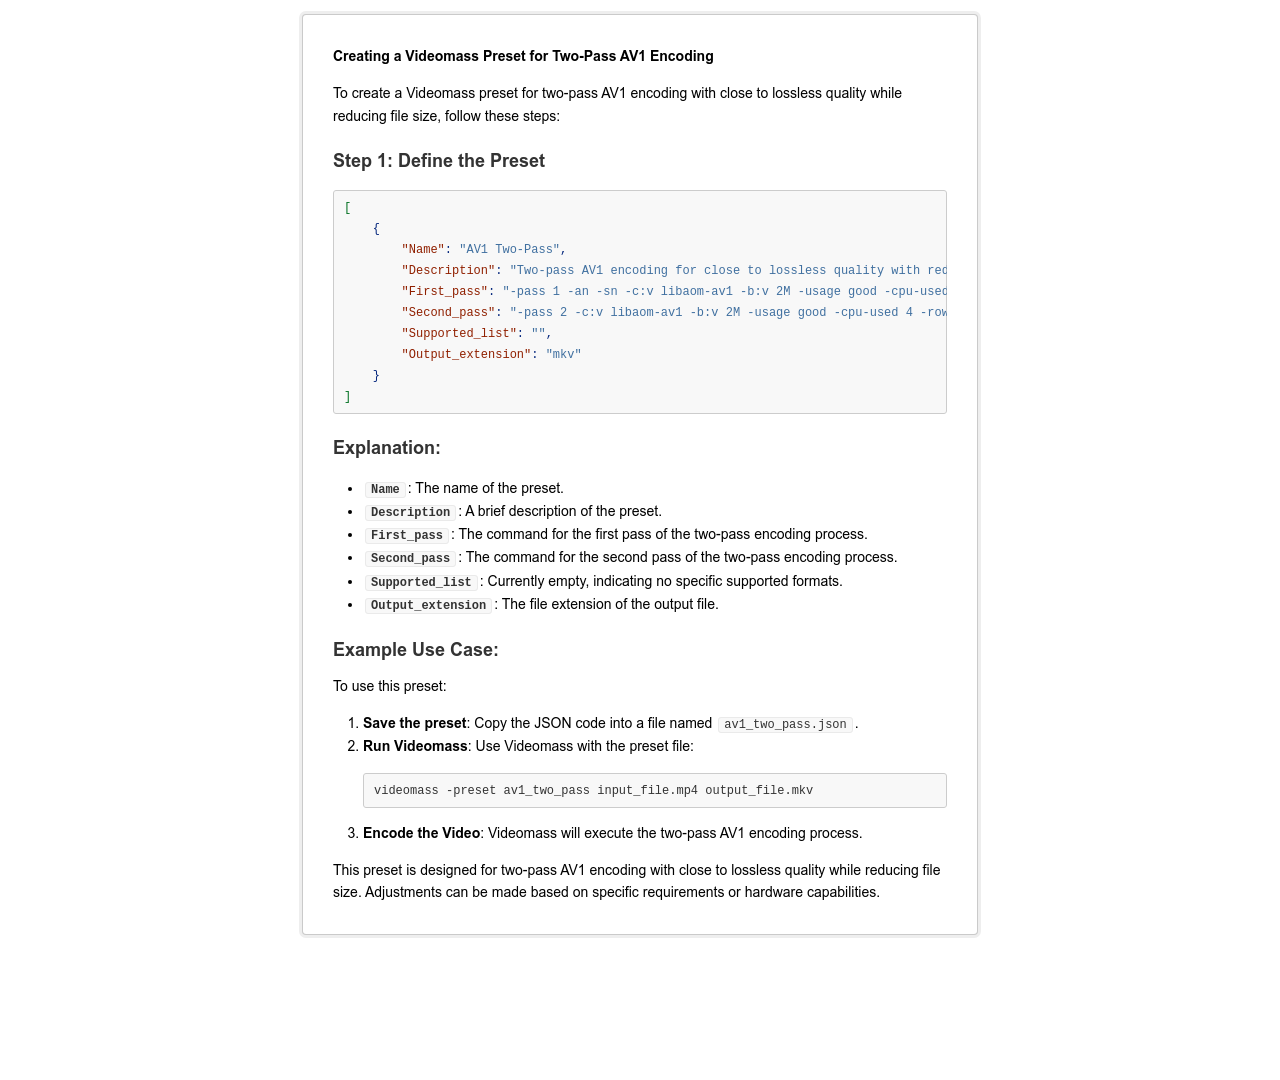 Creating a Videomass Preset for Two-Pass AV1 Encoding
To create a Videomass preset for two-pass AV1 encoding with close to lossless quality while
reducing file size, follow these steps:
Step 1: Define the Preset
[
    {
        "Name": "AV1 Two-Pass",
        "Description": "Two-pass AV1 encoding for close to lossless quality with red
        "First_pass": "-pass 1 -an -sn -c:v libaom-av1 -b:v 2M -usage good -cpu-used
        "Second_pass": "-pass 2 -c:v libaom-av1 -b:v 2M -usage good -cpu-used 4 -row
        "Supported_list": "",
        "Output_extension": "mkv"
    }
]
Explanation:
• Name: The name of the preset.
• Description: A brief description of the preset.
• First_pass: The command for the first pass of the two-pass encoding process.
• Second_pass: The command for the second pass of the two-pass encoding process.
• Supported_list: Currently empty, indicating no specific supported formats.
• Output_extension: The file extension of the output file.
Example Use Case:
To use this preset:
1. Save the preset: Copy the JSON code into a file named av1_two_pass.json.
2. Run Videomass: Use Videomass with the preset file:
videomass -preset av1_two_pass input_file.mp4 output_file.mkv
3. Encode the Video: Videomass will execute the two-pass AV1 encoding process.
This preset is designed for two-pass AV1 encoding with close to lossless quality while reducing file
size. Adjustments can be made based on specific requirements or hardware capabilities.